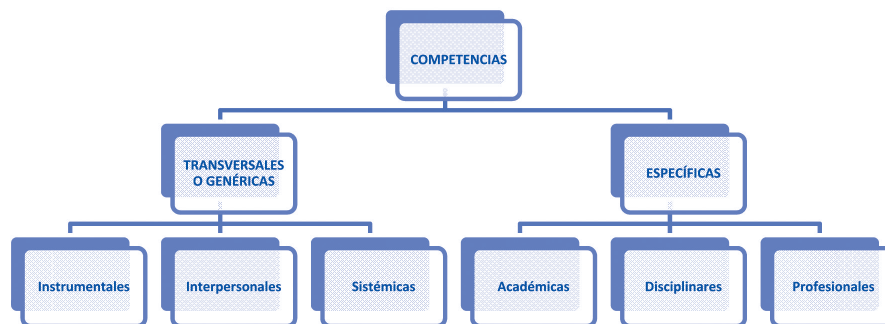 COMPETENCIAS
TRANSVERSALES
O GENÉRICAS
ESPECÍFICAS
Instrumentales
Interpersonales
Sistémicas
Académicas
Disciplinares
Profesionales